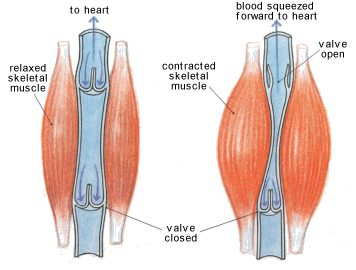 to heart
relaxed
skeletal
muscle
blood squeezed
forward to heart
valve
open
contracted
skeletal
muscle
valve
closed